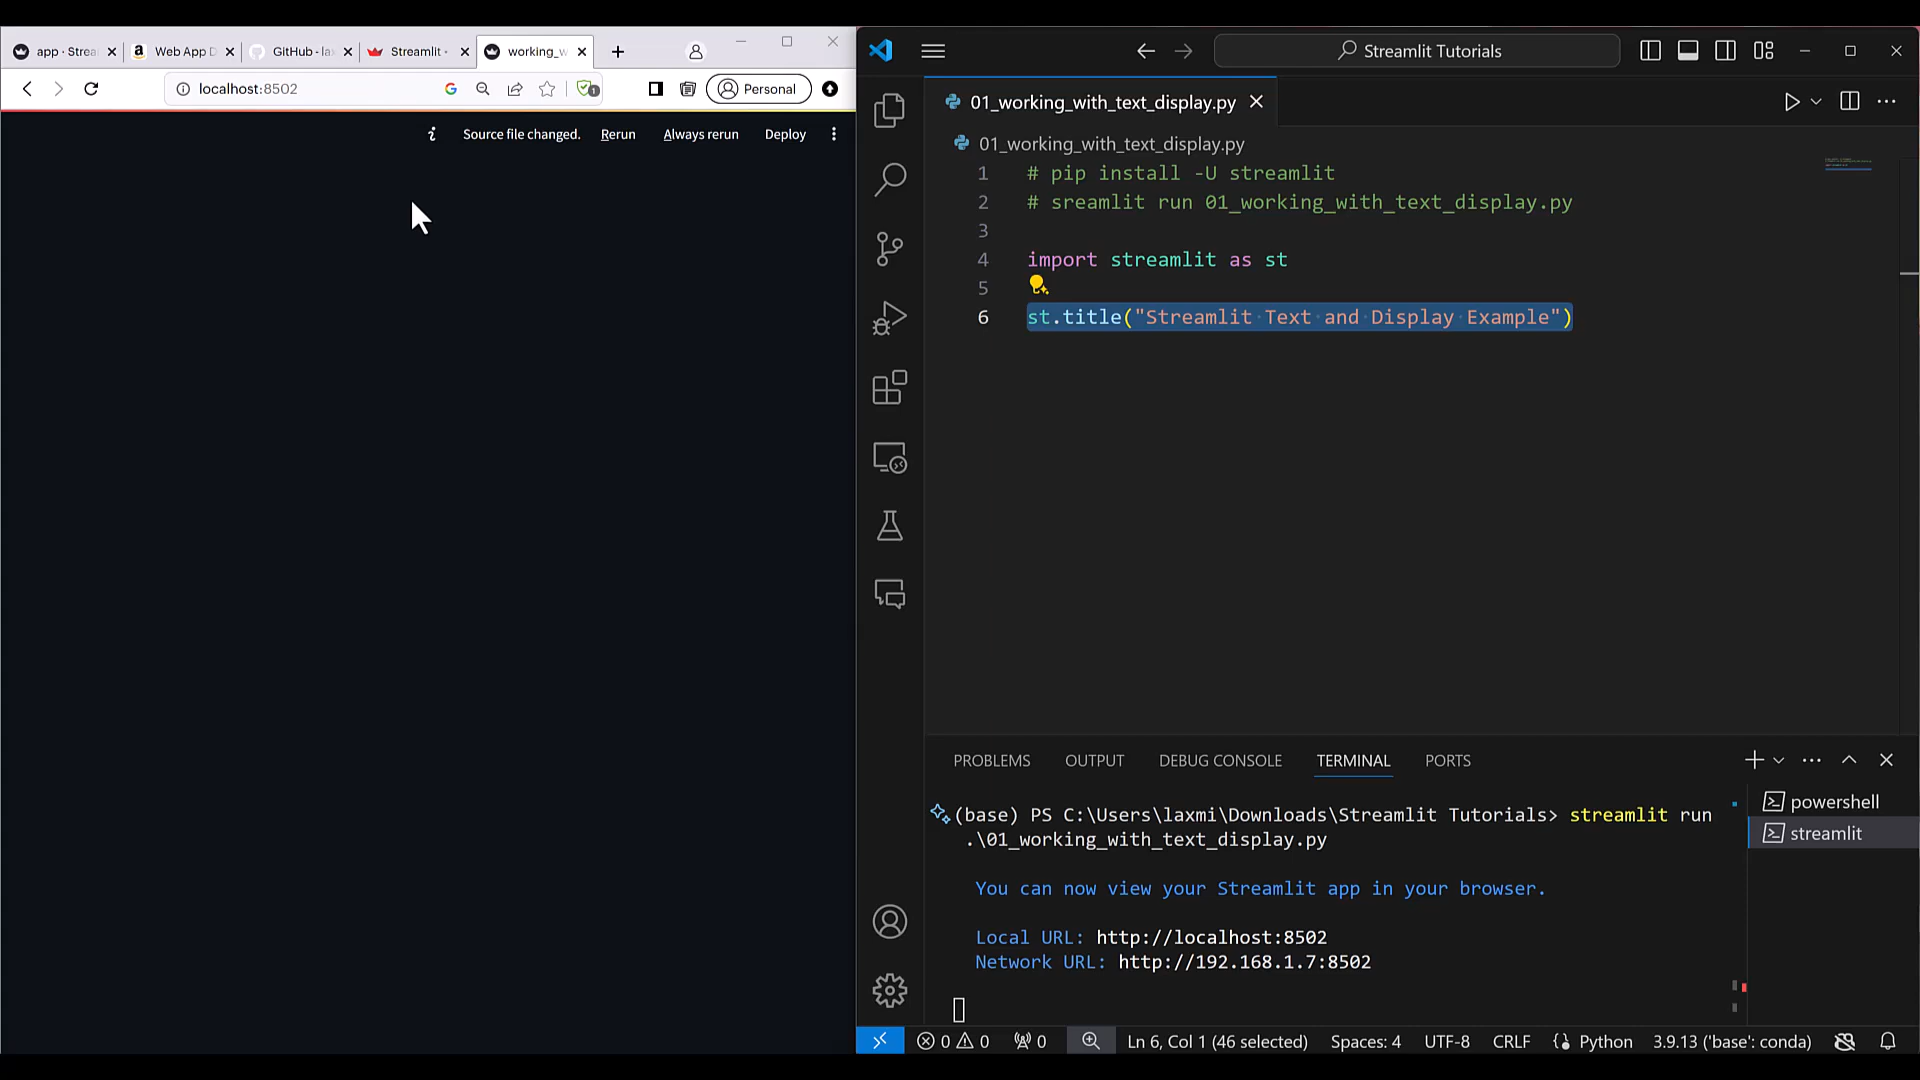 app · Strea
Web App D
GitHub - la
Streamlit -
working_w
localhost:8502
1
Personal
Source file changed.
Rerun
Always rerun
Deploy
Streamlit Tutorials
01_working_with_text_display.py
01_working_with_text_display.py
1 # pip install -U streamlit
2 # sreamlit run 01_working_with_text_display.py
3
4 import streamlit as st
5
6 st.title("Streamlit Text and Display Example")
PROBLEMS
OUTPUT
DEBUG CONSOLE
TERMINAL
PORTS
(base) PS C:\Users\laxmi\Downloads\Streamlit Tutorials> streamlit run
.\01_working_with_text_display.py
You can now view your Streamlit app in your browser.
Local URL: http://localhost:8502
Network URL: http://192.168.1.7:8502
powershell
streamlit
0 0
0
Ln 6, Col 1 (46 selected)
Spaces: 4
UTF-8
CRLF
Python
3.9.13 ('base': conda)